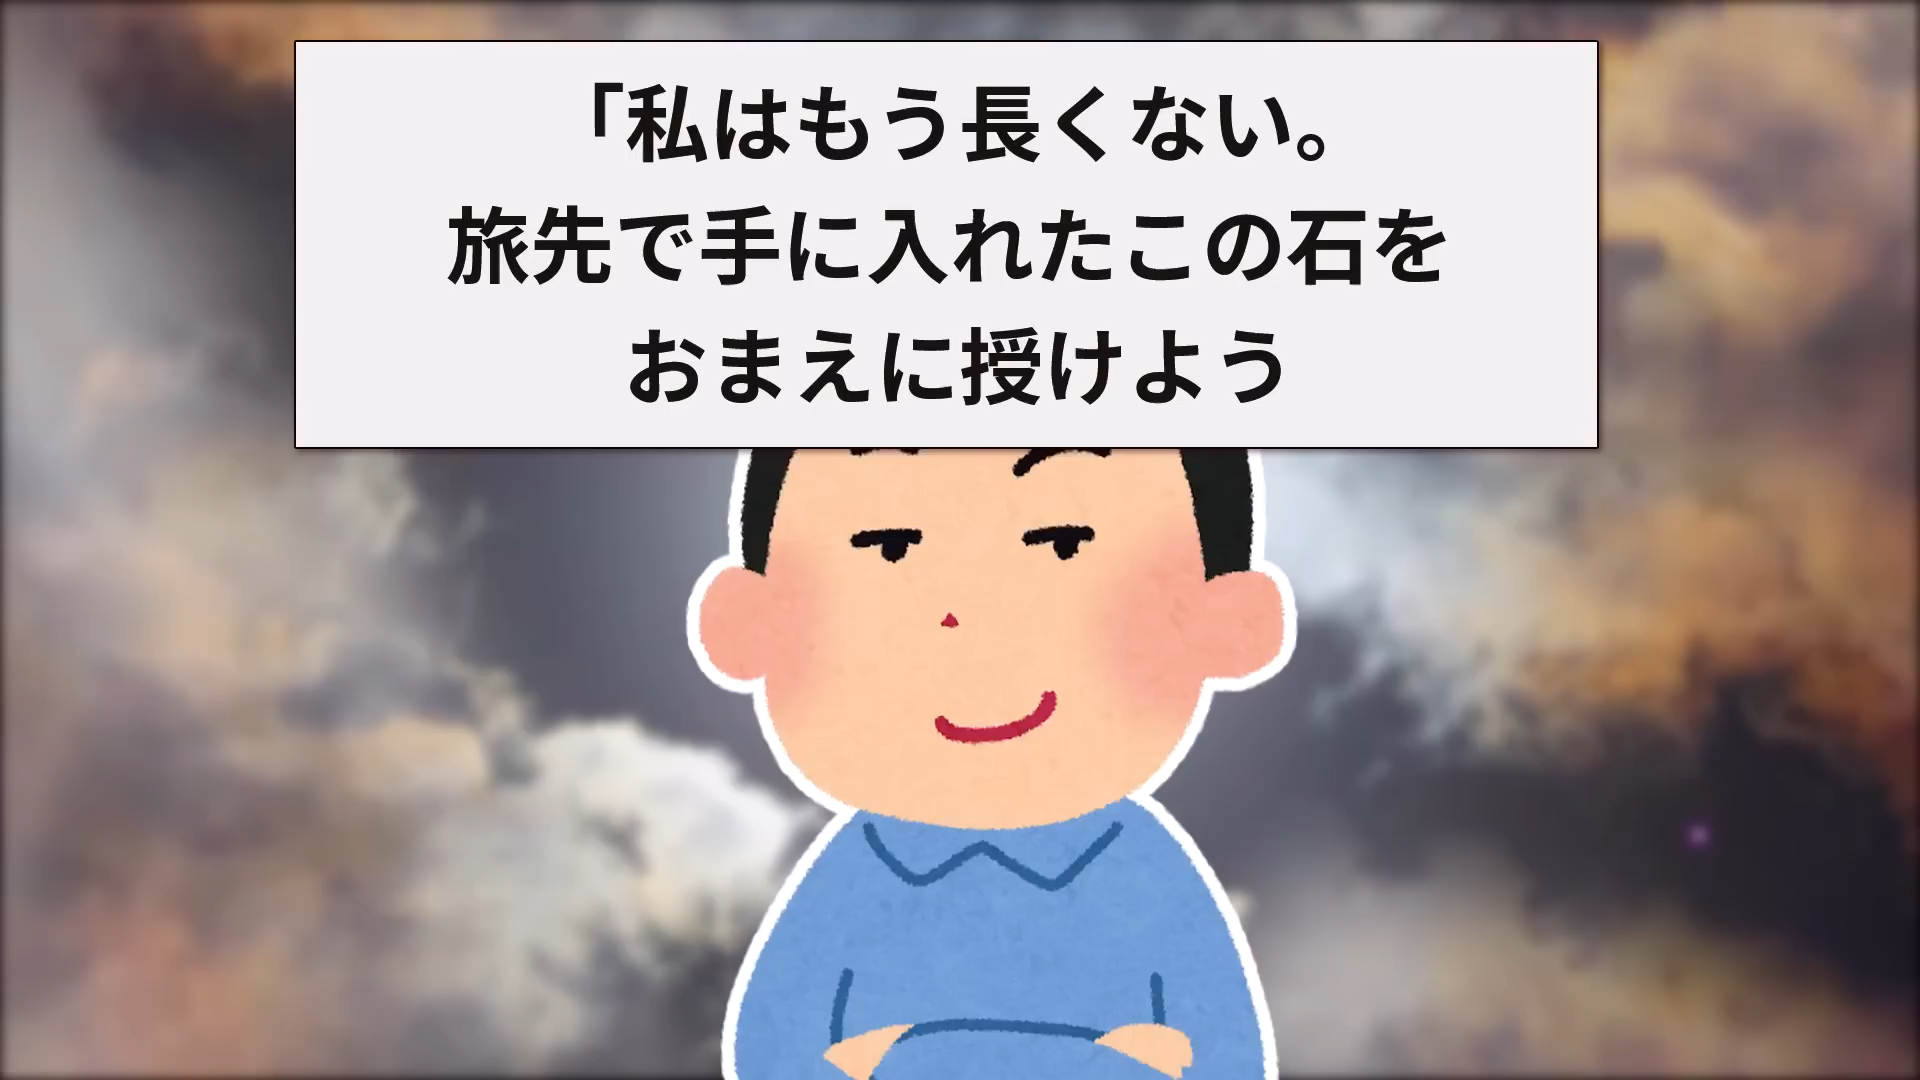 「私はもう長くない。
旅先で手に入れたこの石を
おまえに授けよう